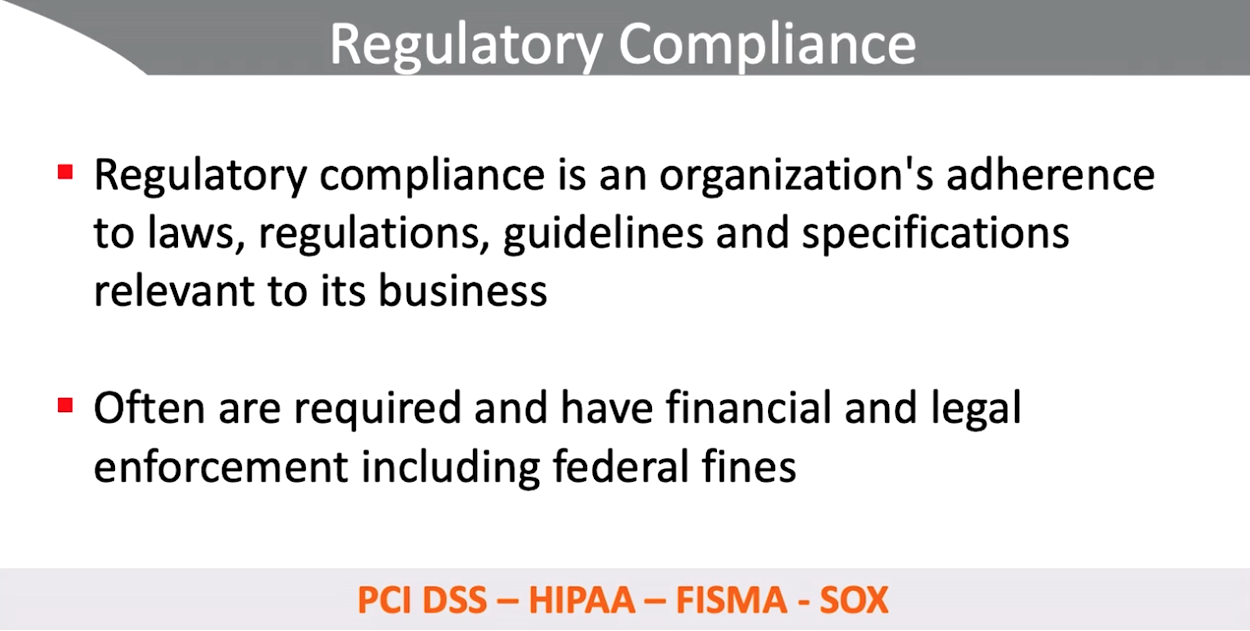 Regulatory Compliance
Regulatory compliance is an organization's adherence
to laws, regulations, guidelines and specifications
relevant to its business
Often are required and have financial and legal
enforcement including federal fines
PCI DSS – HIPAA – FISMA - SOX